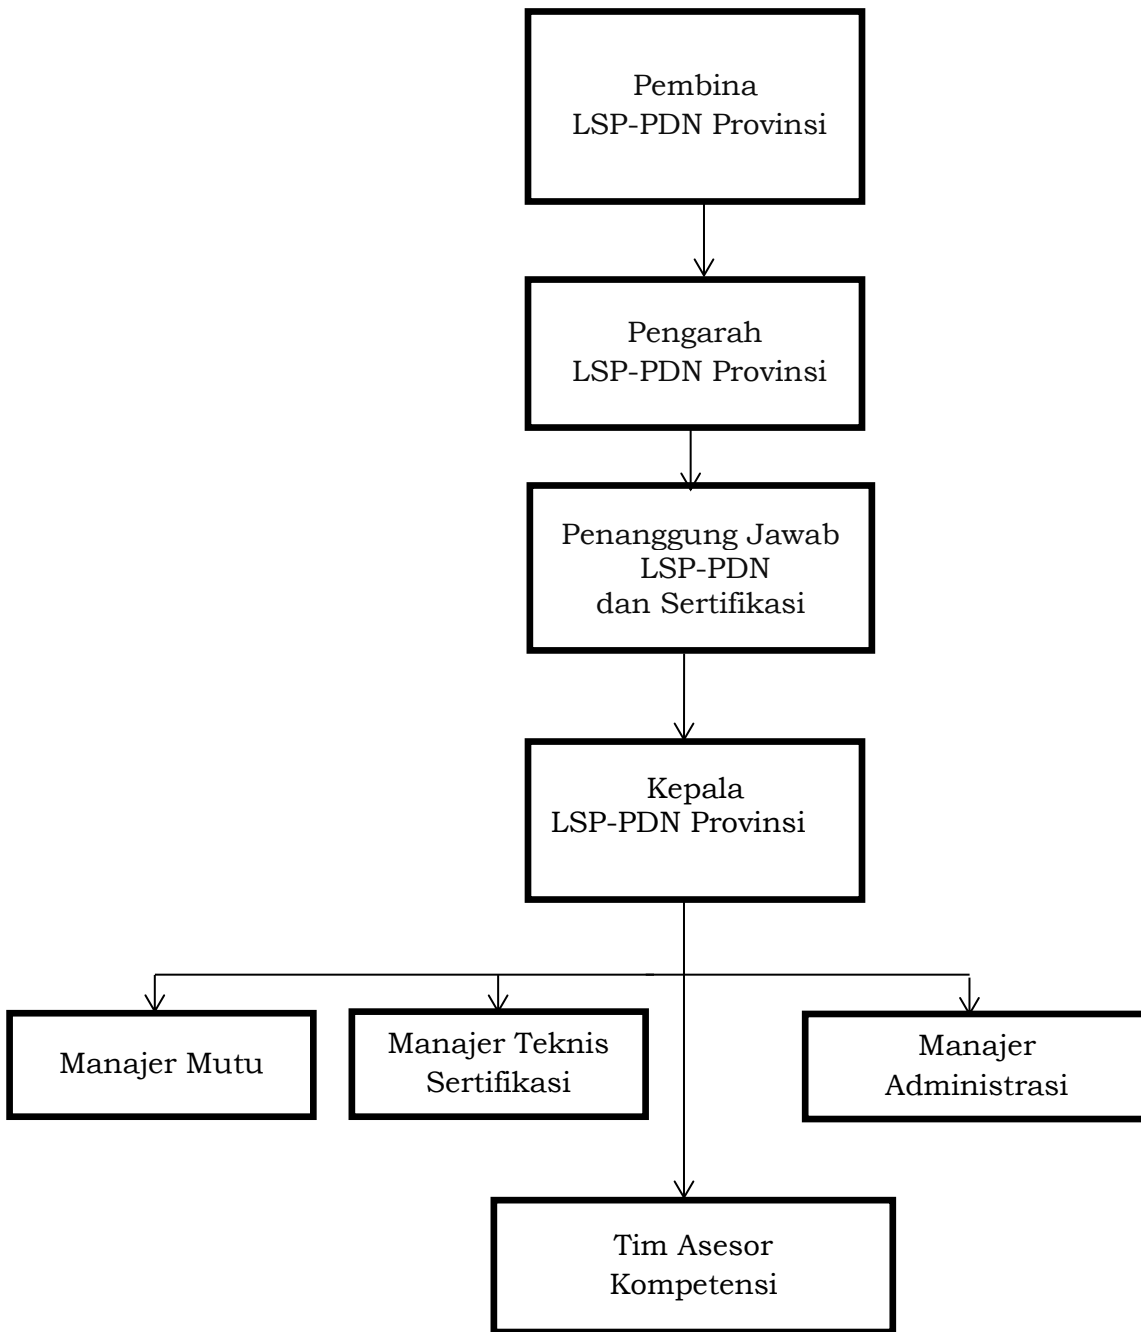 Pembina
LSP-PDN Provinsi
Pengarah
LSP-PDN Provinsi
Penanggung Jawab
LSP-PDN
dan Sertifikasi
Kepala
LSP-PDN Provinsi
Manajer Mutu
Manajer Teknis
Sertifikasi
Manajer
Administrasi
Tim Asesor
Kompetensi